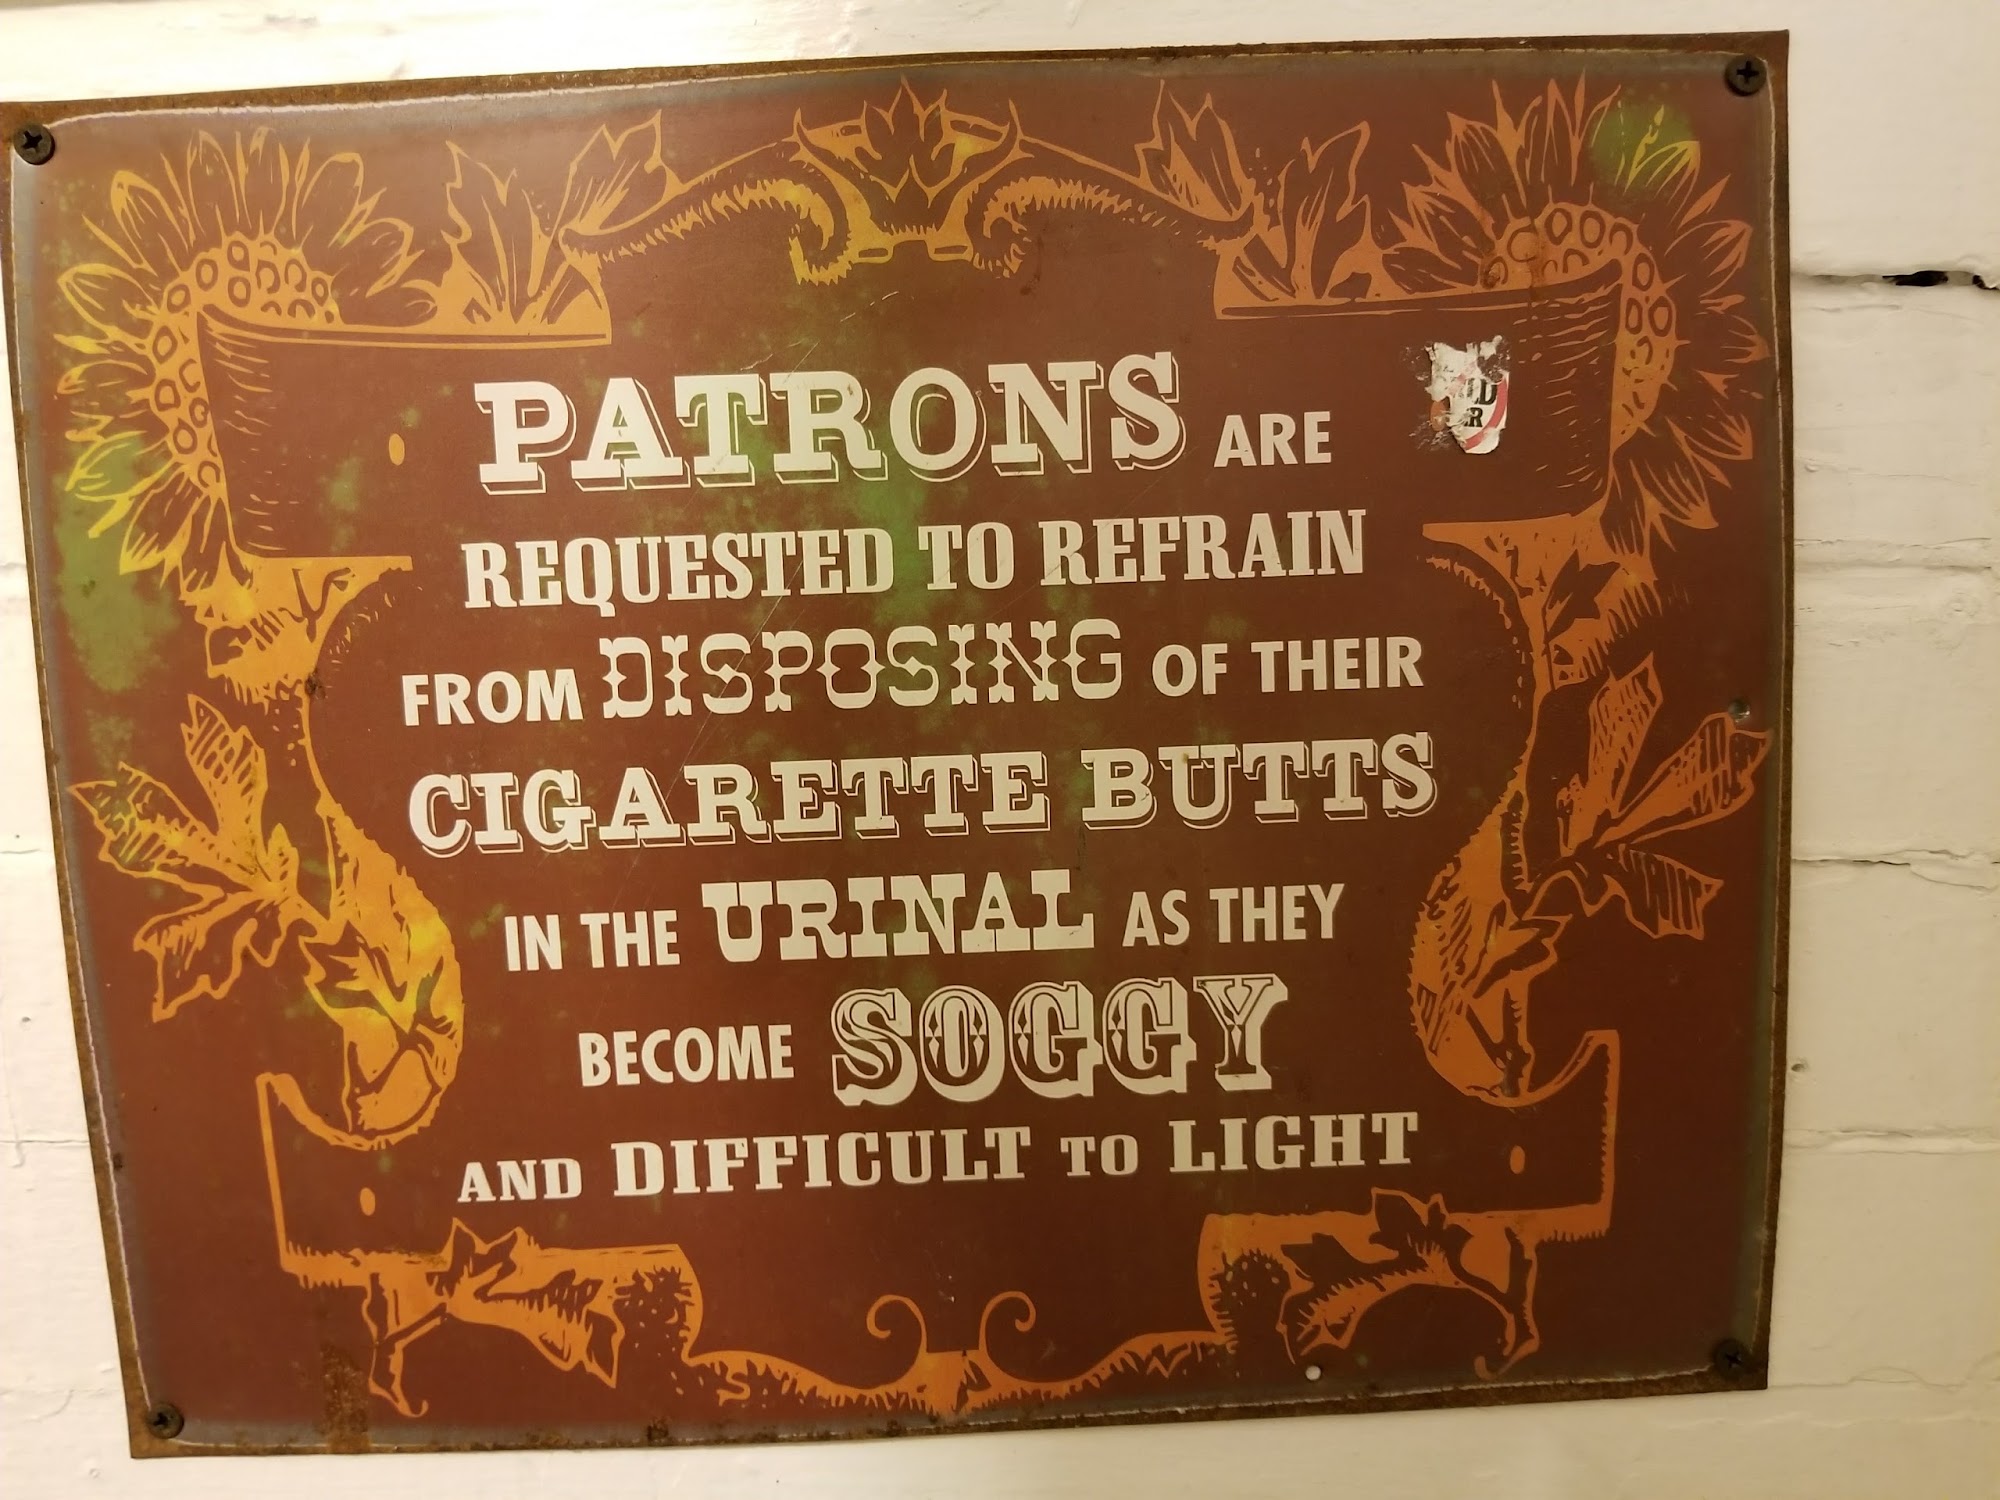 PATRONS ARE
REQUESTED TO REFRAIN
FROM DISPOSING OF THEIR
CIGARETTE BUTTS
IN THE URINAL AS THEY
BECOME SOGGY
AND DIFFICULT TO LIGHT